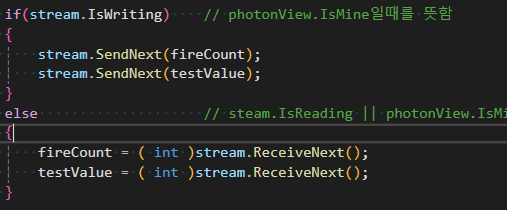 if(stream.IsWriting) // photonView.IsMine일때를 뜻함
{
stream.SendNext(fireCount);
stream.SendNext(testValue);
}
else // steam.IsReading || photonView.IsMi
{
fireCount = ( int )stream.ReceiveNext();
testValue = ( int )stream.ReceiveNext();
}